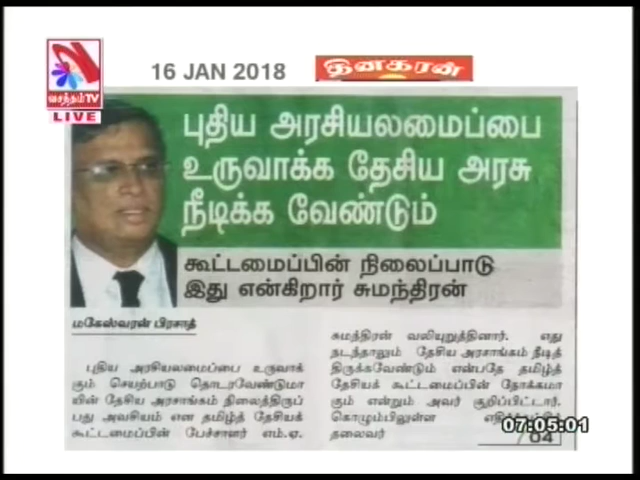 வசந்தம்TV
LIVE
16 JAN 2018
தினகரன்
புதிய அரசியலமைப்பை
உருவாக்க தேசிய அரசு
நீடிக்க வேண்டும்
கூட்டமைப்பின் நிலைப்பாடு
இது என்கிறார் சுமந்திரன்
மகேஸ்வரன் பிரசாத்
புதிய அரசியலமைப்பை உருவாக்
கும் செயற்பாடு தொடரவேண்டுமா
யின் தேசிய அரசாங்கம் நிலைத்திருப்
பது அவசியம் என தமிழ்த் தேசியக்
கூட்டமைப்பின் பேச்சாளர் எம்.ஏ.
சுமத்திரன் வலியுறுத்தினார். எது
நடந்தாலும் தேசிய அரசாங்கம் நீடித்
திருக்கவேண்டும் என்பதே தமிழ்த்
தேசியக் கூட்டமைப்பின் நோக்கமா
கும் என்றும் அவர் குறிப்பிட்டார்.
கொழும்பிலுள்ள
தலைவர்
04
07:05:01